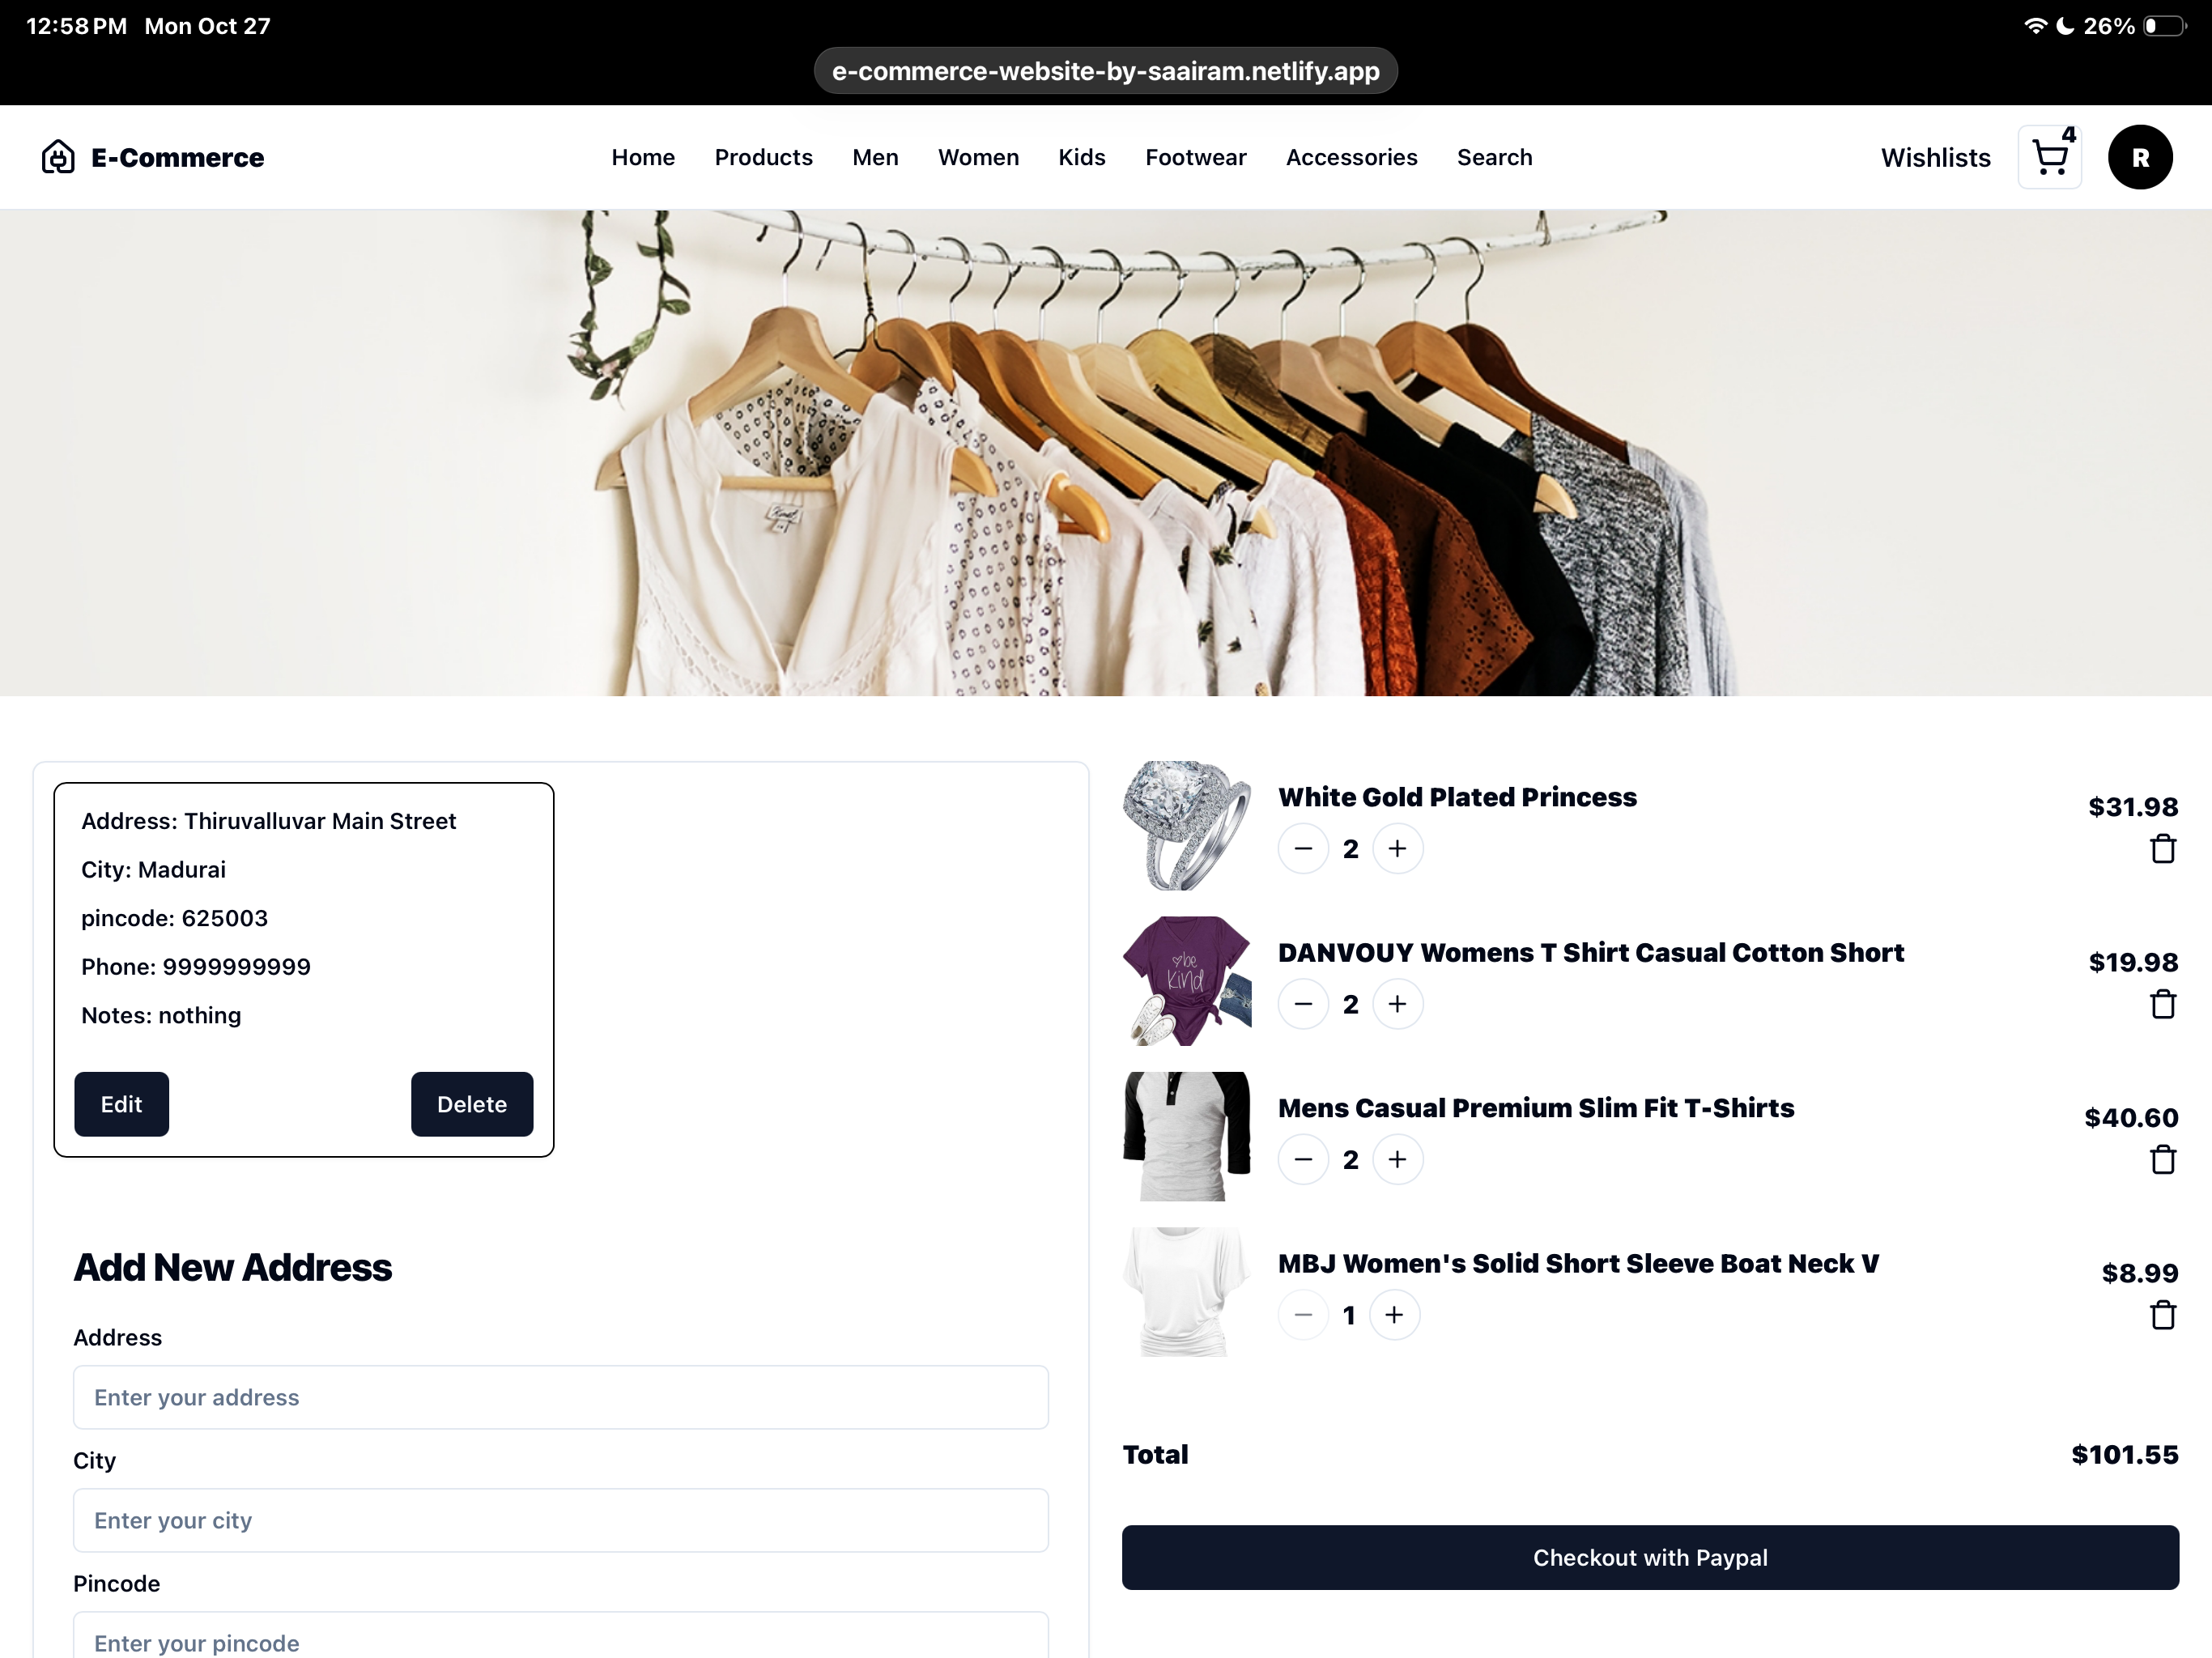 12:58 PM Mon Oct 27
26%
e-commerce-website-by-saairam.netlify.app
E-Commerce
Home Products Men Women Kids Footwear Accessories Search
Wishlists 4 R
Address: Thiruvalluvar Main Street
City: Madurai
pincode: 625003
Phone: 9999999999
Notes: nothing
Edit Delete
Add New Address
Address
Enter your address
City
Enter your city
Pincode
Enter your pincode
White Gold Plated Princess
$31.98
2
be
kind
DANVOUY Womens T Shirt Casual Cotton Short
$19.98
2
Mens Casual Premium Slim Fit T-Shirts
$40.60
2
MBJ Women's Solid Short Sleeve Boat Neck V
$8.99
1
Total $101.55
Checkout with Paypal